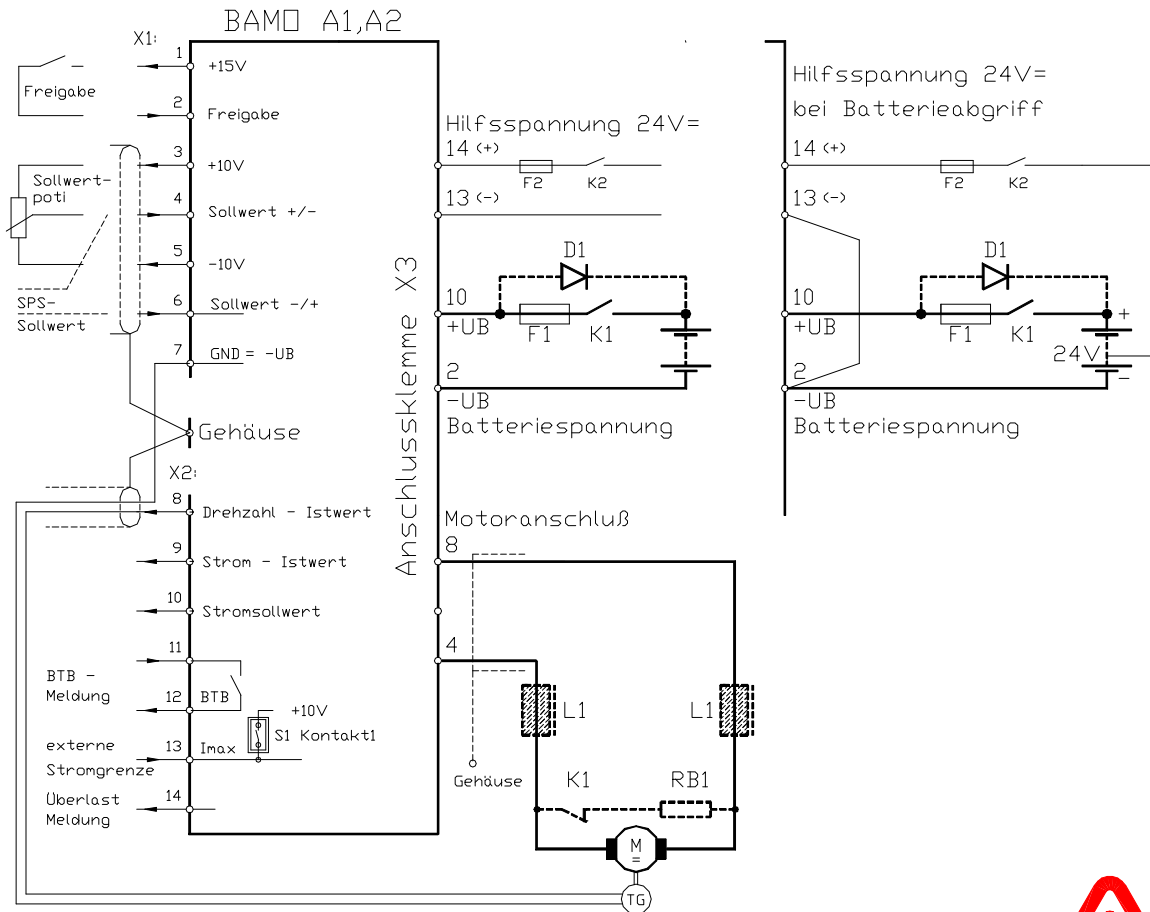 BAMO A1,A2
X1:
1
+15V
Freigabe
2
Freigabe
3
+10V
Sollwert-
poti
4
Sollwert +/-
5
-10V
SPS-
Sollwert
6
Sollwert -/+
7
GND = -UB
Gehäuse
X2:
8
Drehzahl - Istwert
9
Strom - Istwert
10
Stromsollwert
11
BTB -
Meldung
12
BTB
+10V
S1 Kontakt1
externe
Stromgrenze
13
Imax
Überlast
Meldung
14
Anschlussklemme X3
Hilfsspannung 24V=
14 (+)
F2
K2
13 (-)
D1
10
+UB
F1
K1
2
-UB
Batteriespannung
Motoranschluß
8
4
L1
L1
Gehäuse
K1
RB1
M
=
TG
Hilfsspannung 24V=
bei Batterieabgriff
14 (+)
F2
K2
13 (-)
D1
10
+UB
F1
K1
+
24V
-
2
-UB
Batteriespannung